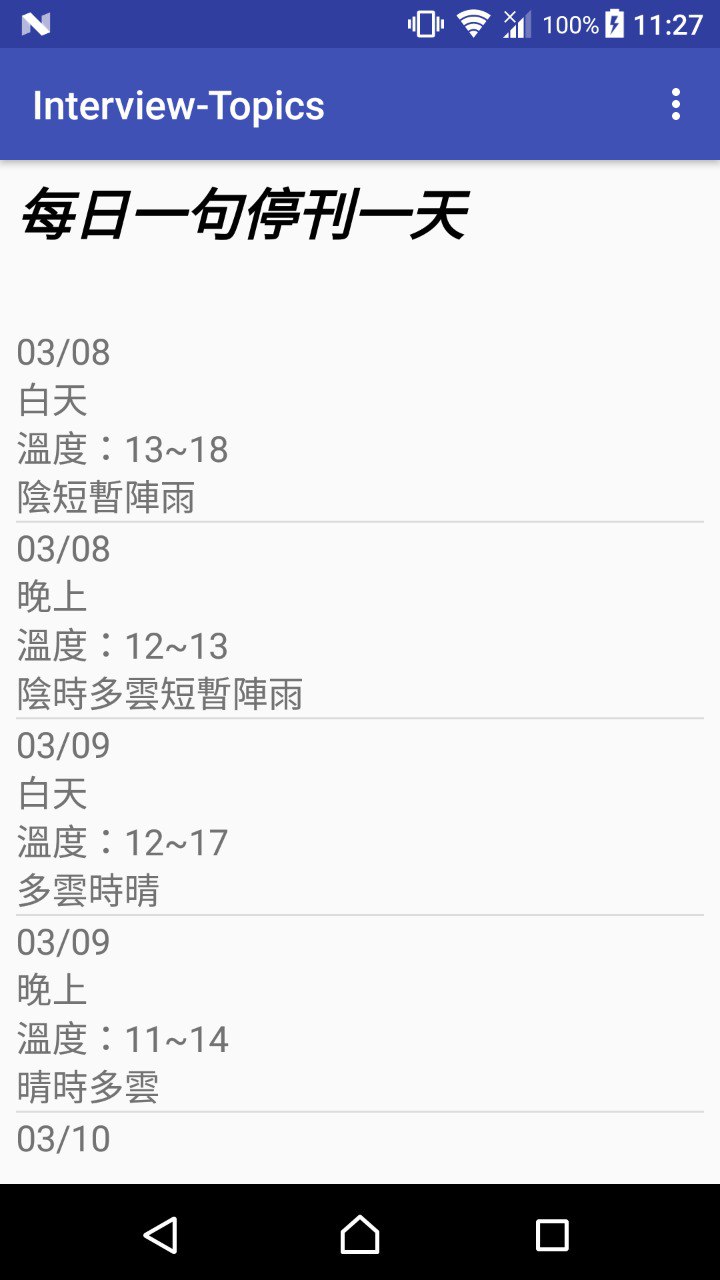 100% 11:27
Interview-Topics
每日一句停刊一天
03/08
白天
溫度：13~18
陰短暫陣雨
03/08
晚上
溫度：12~13
陰時多雲短暫陣雨
03/09
白天
溫度：12~17
多雲時晴
03/09
晚上
溫度：11~14
晴時多雲
03/10